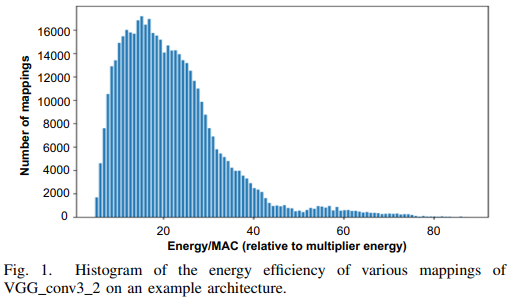 16000
14000
12000
10000
8000
6000
4000
2000
0
Number of mappings
20 40 60 80
Energy/MAC (relative to multiplier energy)
Fig. 1. Histogram of the energy efficiency of various mappings of
VGG_conv3_2 on an example architecture.